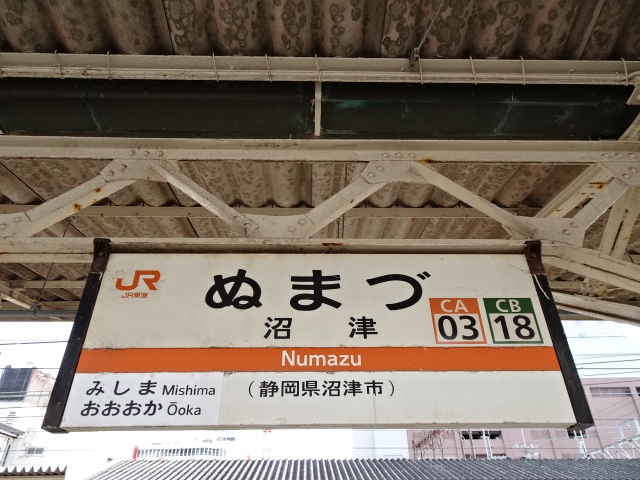 JR
JR東海
ぬまづ
沼津
CA
03
CB
18
Numazu
みしま Mishima
おおおか Ōoka
(静岡県沼津市)